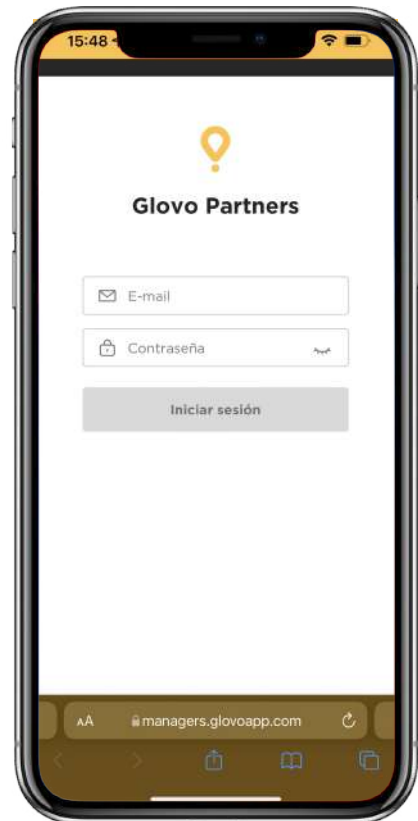 15:48
Glovo Partners
E-mail
Contraseña
Iniciar sesión
AA managers.glovoapp.com